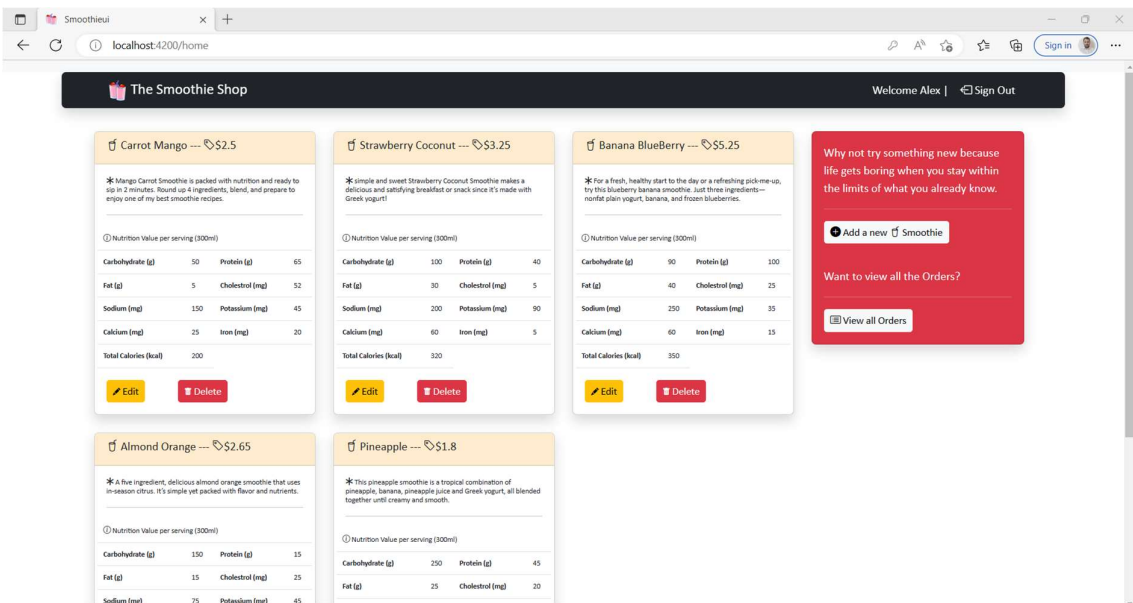 Smoothieui
localhost:4200/home
Sign in
The Smoothie Shop
Welcome Alex |
Sign Out
Carrot Mango --- $2.5
Mango Carrot Smoothie is packed with nutrition and ready to
sip in 2 minutes. Round up 4 ingredients, blend, and prepare to
enjoy one of my best smoothie recipes.
Nutrition Value per serving (300ml)
Carbohydrate (g) 50 Protein (g) 65
Fat (g) 5 Cholestrol (mg) 52
Sodium (mg) 150 Potassium (mg) 45
Calcium (mg) 25 Iron (mg) 20
Total Calories (kcal) 200
Edit Delete
Strawberry Coconut --- $3.25
simple and sweet Strawberry Coconut Smoothie makes a
delicious and satisfying breakfast or snack since it's made with
Greek yogurt!
Nutrition Value per serving (300ml)
Carbohydrate (g) 100 Protein (g) 40
Fat (g) 30 Cholestrol (mg) 5
Sodium (mg) 200 Potassium (mg) 90
Calcium (mg) 60 Iron (mg) 5
Total Calories (kcal) 320
Edit Delete
Banana BlueBerry --- $5.25
For a fresh, healthy start to the day or a refreshing pick-me-up,
try this blueberry banana smoothie. Just three ingredients—
nonfat plain yogurt, banana, and frozen blueberries.
Nutrition Value per serving (300ml)
Carbohydrate (g) 90 Protein (g) 100
Fat (g) 40 Cholestrol (mg) 25
Sodium (mg) 250 Potassium (mg) 35
Calcium (mg) 60 Iron (mg) 15
Total Calories (kcal) 350
Edit Delete
Why not try something new because
life gets boring when you stay within
the limits of what you already know.
Add a new Smoothie
Want to view all the Orders?
View all Orders
Almond Orange --- $2.65
A five ingredient, delicious almond orange smoothie that uses
in-season citrus. It's simple yet packed with flavor and nutrients.
Nutrition Value per serving (300ml)
Carbohydrate (g) 150 Protein (g) 15
Fat (g) 15 Cholestrol (mg) 25
Sodium (mg) 75 Potassium (mg) 45
Pineapple --- $1.8
This pineapple smoothie is a tropical combination of
pineapple, banana, pineapple juice and Greek yogurt, all blended
together until creamy and smooth.
Nutrition Value per serving (300ml)
Carbohydrate (g) 250 Protein (g) 45
Fat (g) 25 Cholestrol (mg) 20